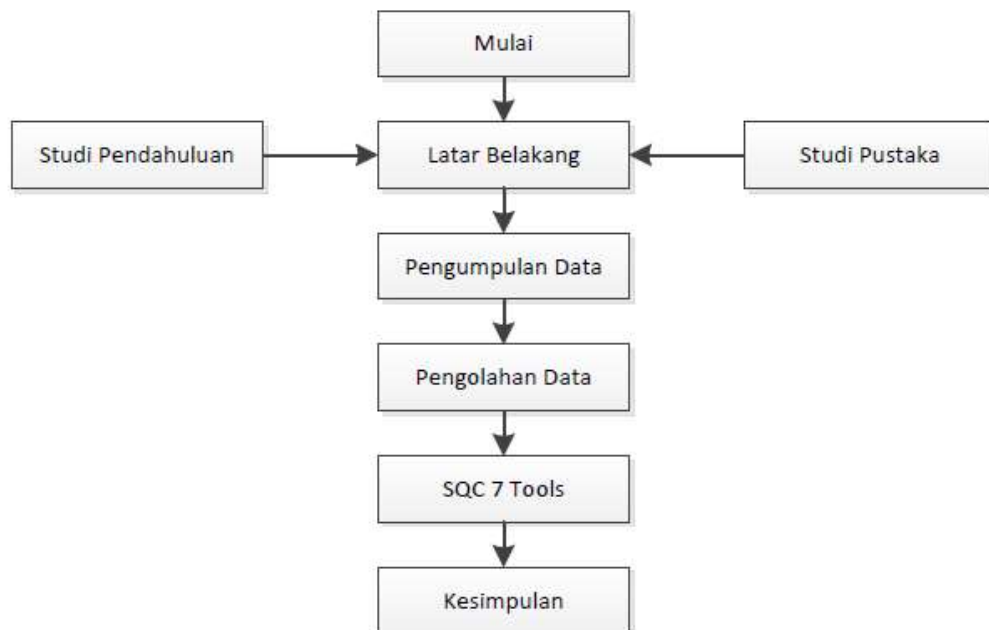 Mulai
Studi Pendahuluan
Latar Belakang
Studi Pustaka
Pengumpulan Data
Pengolahan Data
SQC 7 Tools
Kesimpulan